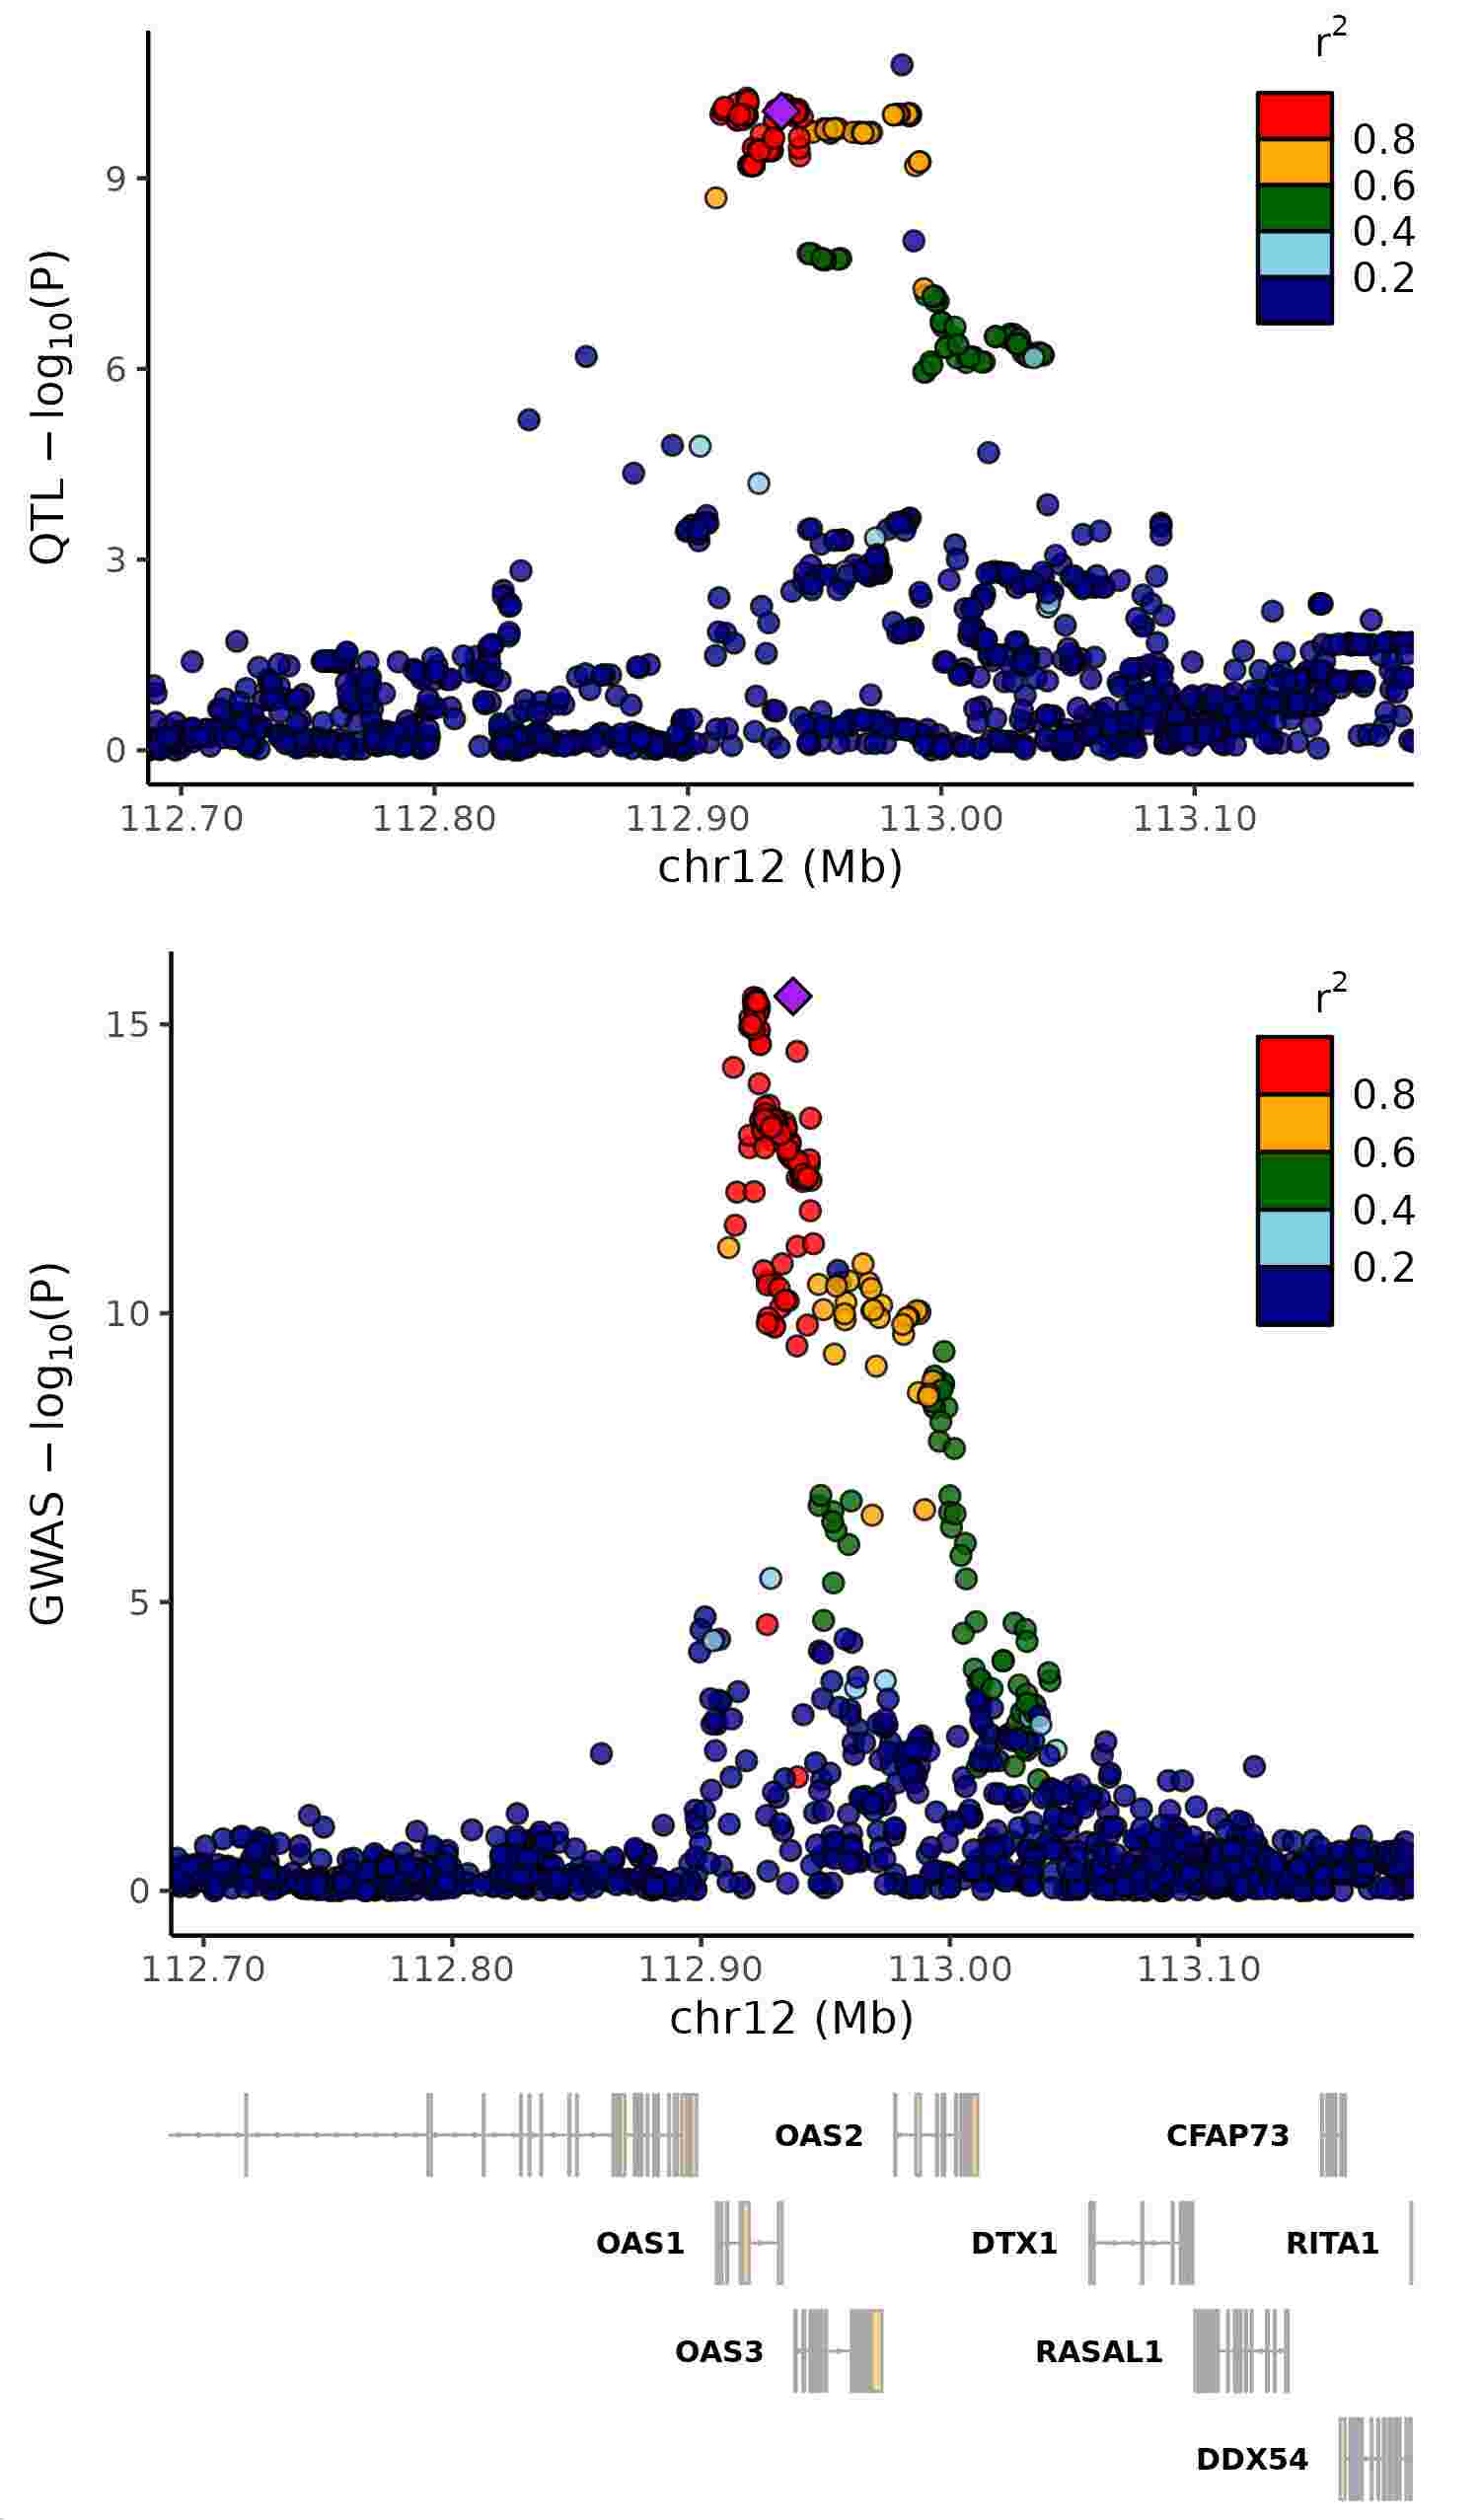 r²
0.8
0.6
0.4
0.2
9
6
3
0
QTL −log₁₀(P)
112.70 112.80 112.90 113.00 113.10
chr12 (Mb)
r²
0.8
0.6
0.4
0.2
15
10
5
0
GWAS −log₁₀(P)
112.70 112.80 112.90 113.00 113.10
chr12 (Mb)
OAS2 CFAP73
OAS1 DTX1 RITA1
OAS3 RASAL1
DDX54